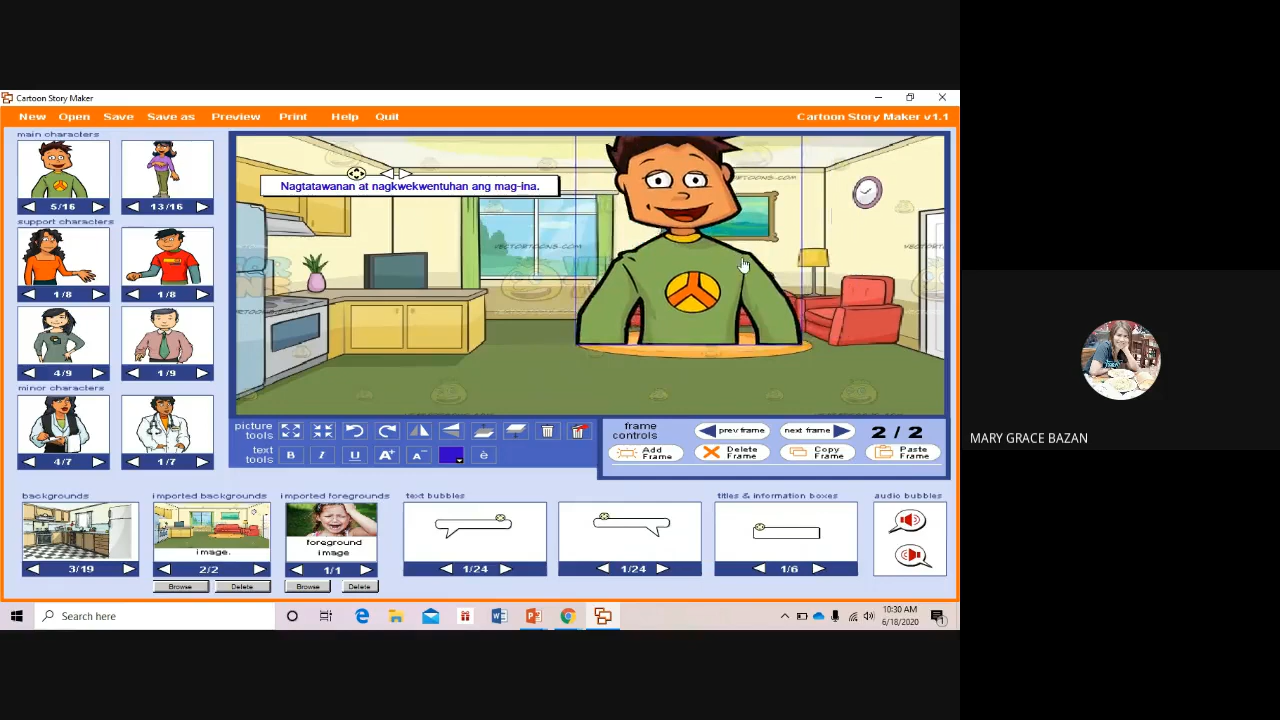 Cartoon Story Maker
New Open Save Save as Preview Print Help Quit Cartoon Story Maker v1.1
main characters
5/16 13/16
support characters
1/8 1/8
4/9 1/9
minor characters
4/7 1/7
Nagtatawanan at nagkwekwentuhan ang mag-ina.
VECTORTOONS.COM
picture tools
text tools
B I U A+ A- è
frame controls
prev frame next frame 2 / 2
Add Frame Delete Frame Copy Frame Paste Frame
backgrounds imported backgrounds imported foregrounds text bubbles titles & information boxes audio bubbles
image.
foreground image
3/19 2/2 1/1 1/24 1/24 1/6
Browse Delete Browse Delete
Search here
10:30 AM
6/18/2020
MARY GRACE BAZAN